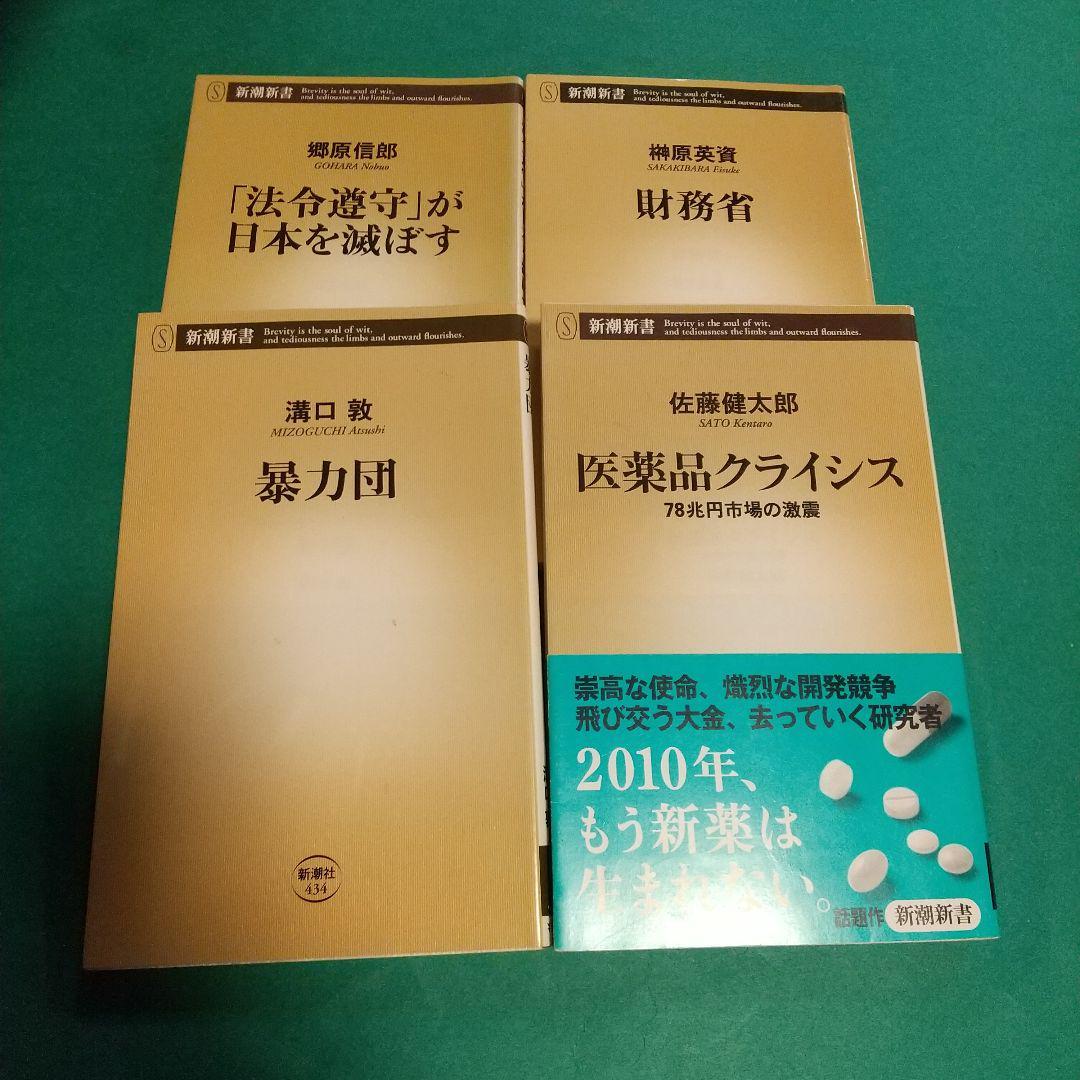 新潮新書
Brevity is the soul of wit,
and tediousness the limbs and outward flourishes.
郷原信郎
GOHARA Nobuo
「法令遵守」が
日本を滅ぼす
新潮新書
Brevity is the soul of wit,
and tediousness the limbs and outward flourishes.
榊原英資
SAKAKIBARA Eisuke
財務省
新潮新書
Brevity is the soul of wit,
and tediousness the limbs and outward flourishes.
溝口 敦
MIZOGUCHI Atsushi
暴力団
新潮社
434
暴力団
新潮新書
Brevity is the soul of wit,
and tediousness the limbs and outward flourishes.
佐藤健太郎
SATO Kentaro
医薬品クライシス
78兆円市場の激震
崇高な使命、熾烈な開発競争
飛び交う大金、去っていく研究者
2010年、
もう新薬は
生まれない。
話題作 新潮新書